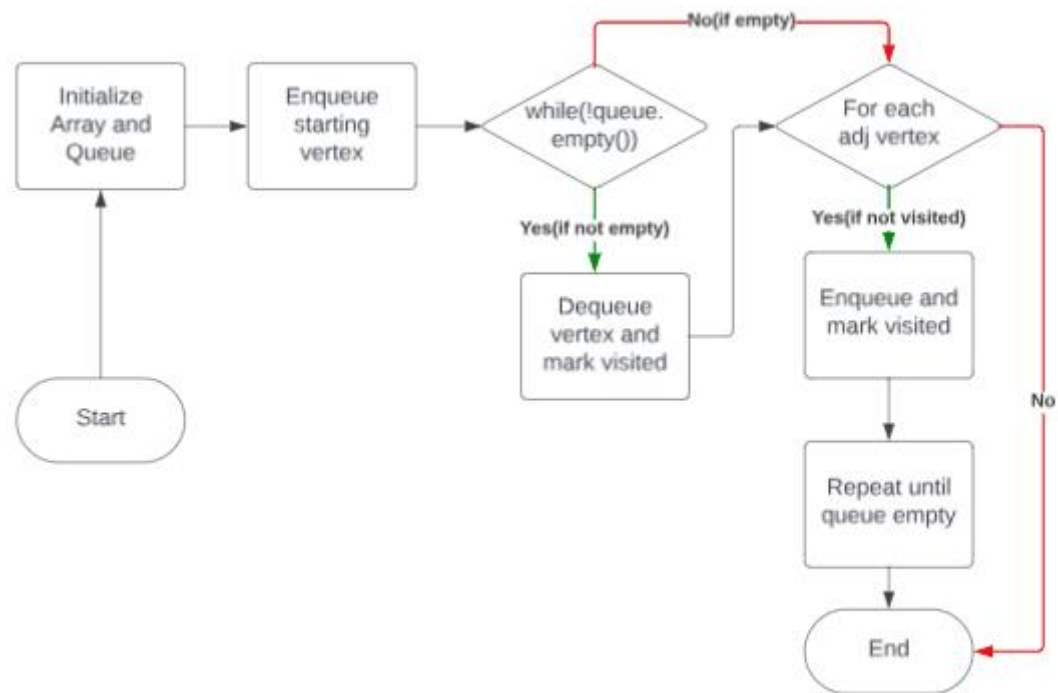 No(if empty)
Initialize
Array and
Queue
Enqueue
starting
vertex
while(!queue.
empty())
For each
adj vertex
Yes(if not empty)
Yes(if not visited)
Dequeue
vertex and
mark visited
Enqueue and
mark visited
Start
No
Repeat until
queue empty
End